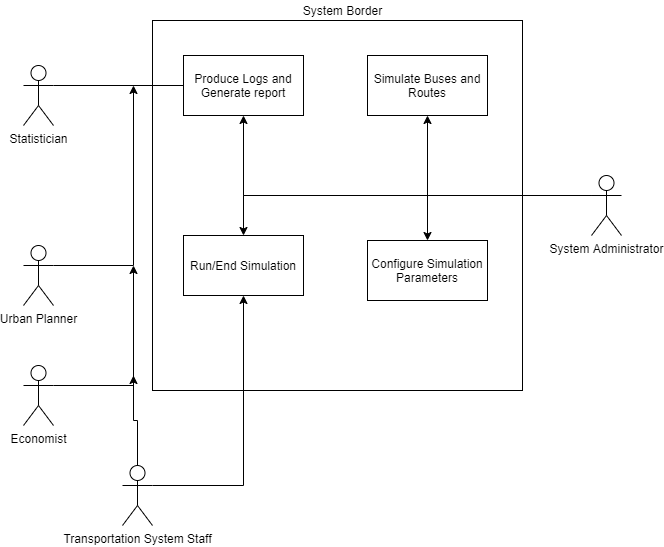 System Border
Produce Logs and
Generate report
Simulate Buses and
Routes
Statistician
System Administrator
Run/End Simulation
Configure Simulation
Parameters
Urban Planner
Economist
Transportation System Staff